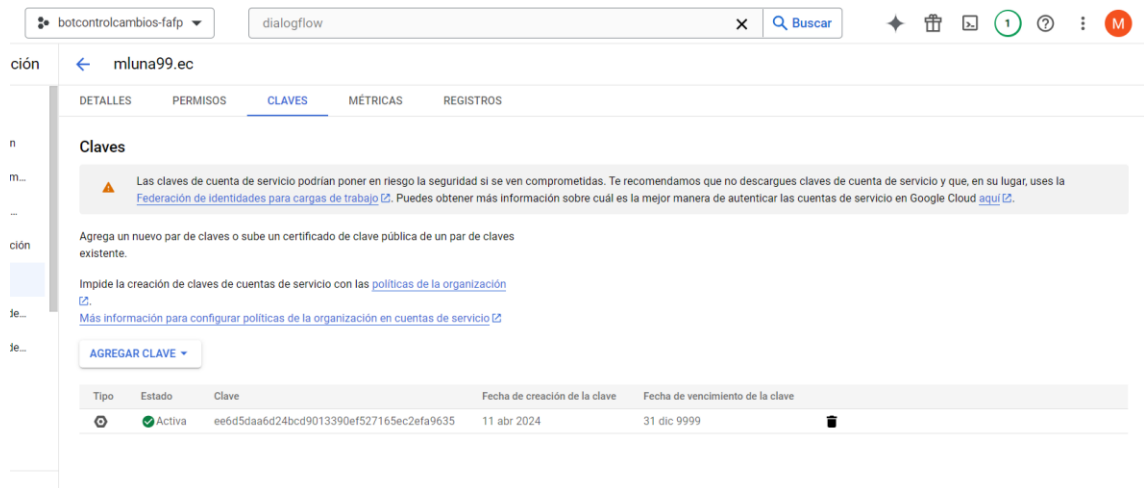 botcontrolcambios-fafp
dialogflow
Buscar
1
M
ción
mluna99.ec
DETALLES PERMISOS CLAVES MÉTRICAS REGISTROS
n
Claves
m...
Las claves de cuenta de servicio podrían poner en riesgo la seguridad si se ven comprometidas. Te recomendamos que no descargues claves de cuenta de servicio y que, en su lugar, uses la
Federación de identidades para cargas de trabajo. Puedes obtener más información sobre cuál es la mejor manera de autenticar las cuentas de servicio en Google Cloud aquí.
...
Agrega un nuevo par de claves o sube un certificado de clave pública de un par de claves
ción
existente.
Impide la creación de claves de cuentas de servicio con las políticas de la organización
.
de...
Más información para configurar políticas de la organización en cuentas de servicio
de...
AGREGAR CLAVE
Tipo Estado Clave Fecha de creación de la clave Fecha de vencimiento de la clave
Activa ee6d5daa6d24bcd9013390ef527165ec2efa9635 11 abr 2024 31 dic 9999